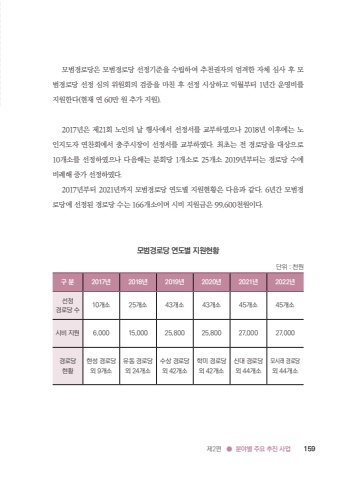 모범경로당은 모범경로당 선정기준을 수립하여 추천권자의 엄격한 자체 심사 후 모
범경로당 선정 심의 위원회의 검증을 마친 후 선정 시상하고 익월부터 1년간 운영비를
지원한다(현재 연 60만 원 추가 지원).
2017년은 제21회 노인의 날 행사에서 선정서를 교부하였으나 2018년 이후에는 노
인지도자 연찬회에서 충주시장이 선정서를 교부하였다. 최초는 전 경로당을 대상으로
10개소를 선정하였으나 다음해는 분회당 1개소로 25개소 2019년부터는 경로당 수에
비례해 증가 선정하였다.
2017년부터 2021년까지 모범경로당 연도별 지원현황은 다음과 같다. 6년간 모범경
로당에 선정된 경로당 수는 166개소이며 시비 지원금은 99,600천원이다.
모범경로당 연도별 지원현황
단위 : 천원
구 분 2017년 2018년 2019년 2020년 2021년 2022년
선정
경로당 수 10개소 25개소 43개소 43개소 45개소 45개소
시비 지원 6,000 15,000 25,800 25,800 27,000 27,000
경로당 현성 경로당 유동 경로당 수상 경로당 학미 경로당 신대 경로당 모시래 경로당
현황 외 9개소 외 24개소 외 42개소 외 42개소 외 44개소 외 44개소
제2편 ● 분야별 주요 추진 사업 159